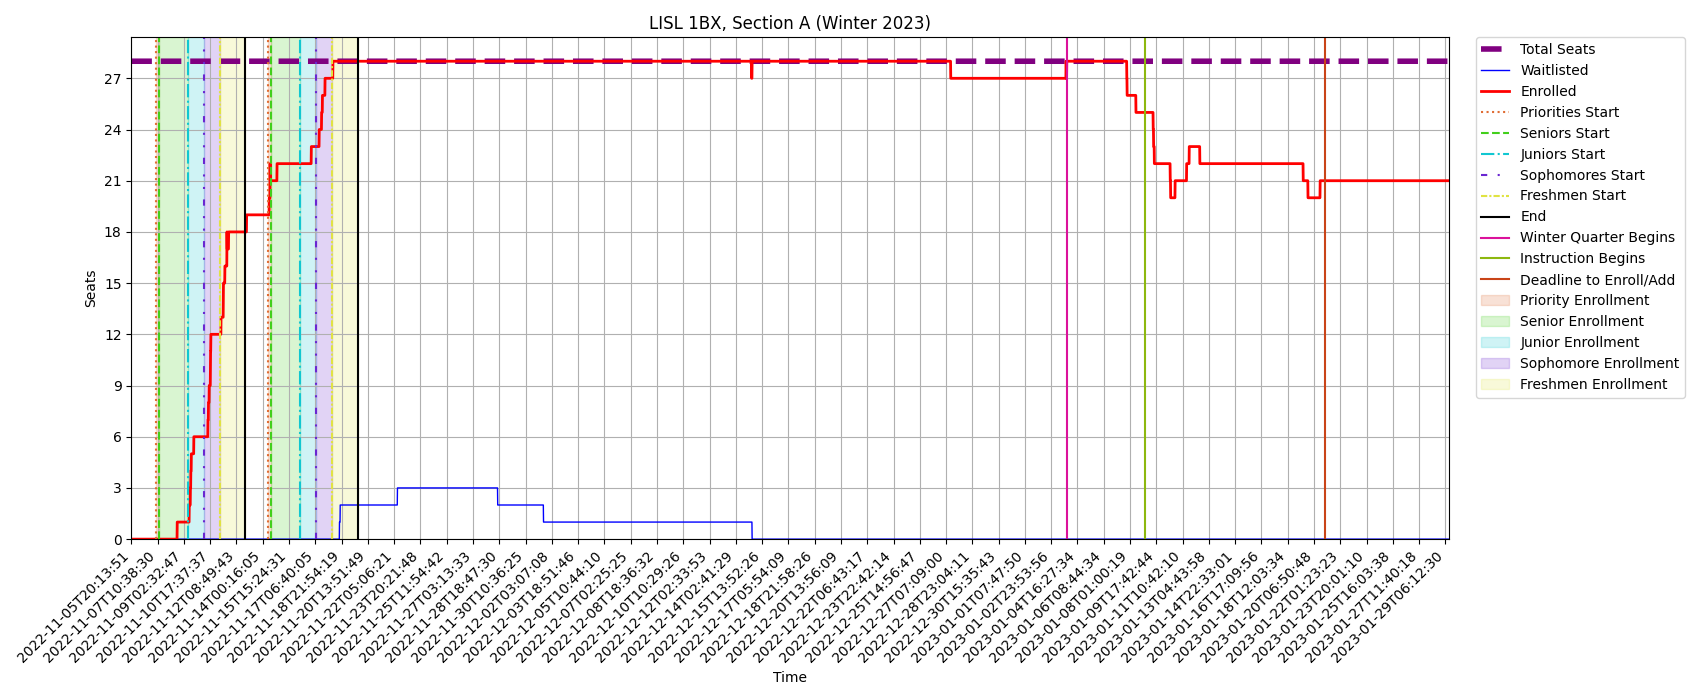 LISL 1BX, Section A (Winter 2023)
Seats
27
24
21
18
15
12
9
6
3
0
2022-11-05T20:13:51
2022-11-07T10:38:30
2022-11-09T02:32:47
2022-11-10T17:37:37
2022-11-12T08:49:43
2022-11-14T00:16:05
2022-11-15T15:24:31
2022-11-17T06:40:05
2022-11-18T21:54:19
2022-11-20T13:51:49
2022-11-22T05:06:21
2022-11-23T20:21:48
2022-11-25T11:54:42
2022-11-27T03:13:33
2022-11-28T18:47:30
2022-11-30T10:36:25
2022-12-02T03:07:08
2022-12-03T18:51:46
2022-12-05T10:44:10
2022-12-07T02:25:25
2022-12-08T18:36:32
2022-12-10T10:29:26
2022-12-12T02:33:53
2022-12-14T02:41:29
2022-12-15T13:52:26
2022-12-17T05:54:09
2022-12-18T21:58:26
2022-12-20T13:56:09
2022-12-22T06:43:17
2022-12-23T22:42:14
2022-12-25T14:56:47
2022-12-27T07:09:00
2022-12-28T23:04:11
2022-12-30T15:35:43
2023-01-01T07:47:50
2023-01-02T23:53:56
2023-01-04T16:27:34
2023-01-06T08:44:34
2023-01-08T01:00:19
2023-01-09T17:42:44
2023-01-11T10:42:10
2023-01-13T04:43:58
2023-01-14T22:33:01
2023-01-16T17:09:56
2023-01-18T12:03:34
2023-01-20T06:50:48
2023-01-22T01:23:23
2023-01-23T20:01:10
2023-01-25T16:03:38
2023-01-27T11:40:18
2023-01-29T06:12:30
Time
Total Seats
Waitlisted
Enrolled
Priorities Start
Seniors Start
Juniors Start
Sophomores Start
Freshmen Start
End
Winter Quarter Begins
Instruction Begins
Deadline to Enroll/Add
Priority Enrollment
Senior Enrollment
Junior Enrollment
Sophomore Enrollment
Freshmen Enrollment